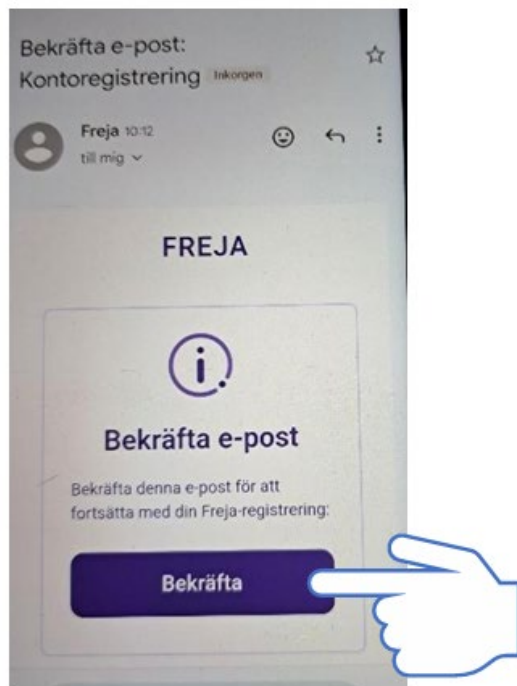 Bekräfta e-post:
Kontoregistrering Inkorgen
Freja 10:12
till mig
FREJA
i
Bekräfta e-post
Bekräfta denna e-post för att
fortsätta med din Freja-registrering:
Bekräfta